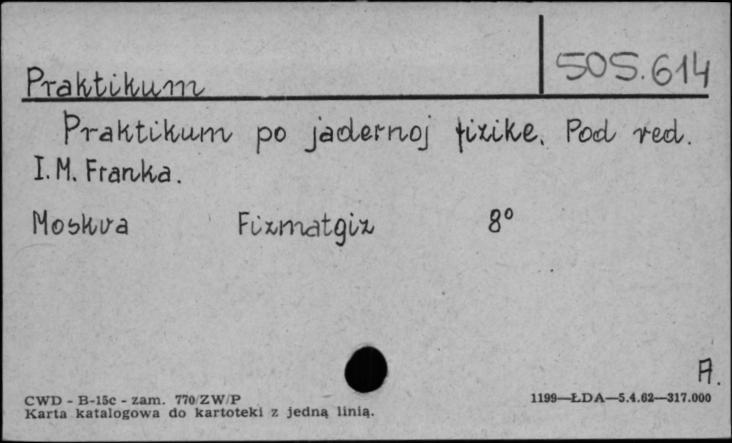 505.614
Praktikum
Praktikum po jadernoj fizike. Pod red.
I.M. Franka.
Moskva Fizmatgiz 8°
A.
CWD - B-15c - zam. 770/ZW/P 1199—ŁDA—5.4.62—317.000
Karta katalogowa do kartoteki z jedną linią.